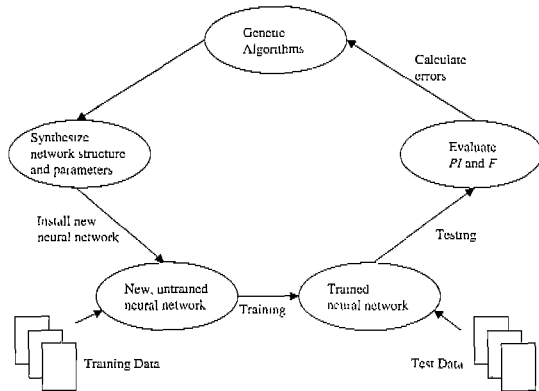 Genetic
Algorithms
Calculate
errors
Synthesize
network structure
and parameters
Evaluate
PI and F
Install new
neural network
Testing
New, untrained
neural network
Training
Trained
neural network
Training Data
Test Data